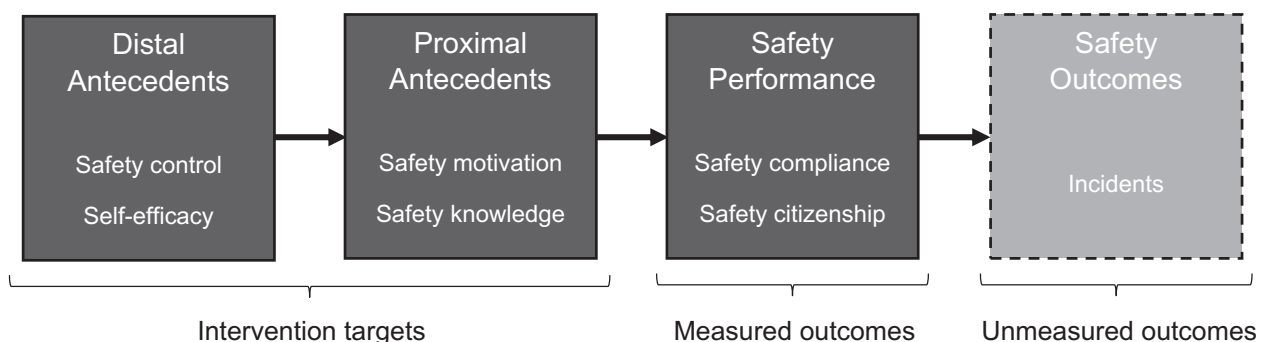 Distal
Antecedents
Safety control
Self-efficacy
Proximal
Antecedents
Safety motivation
Safety knowledge
Safety
Performance
Safety compliance
Safety citizenship
Safety
Outcomes
Incidents
Intervention targets
Measured outcomes
Unmeasured outcomes